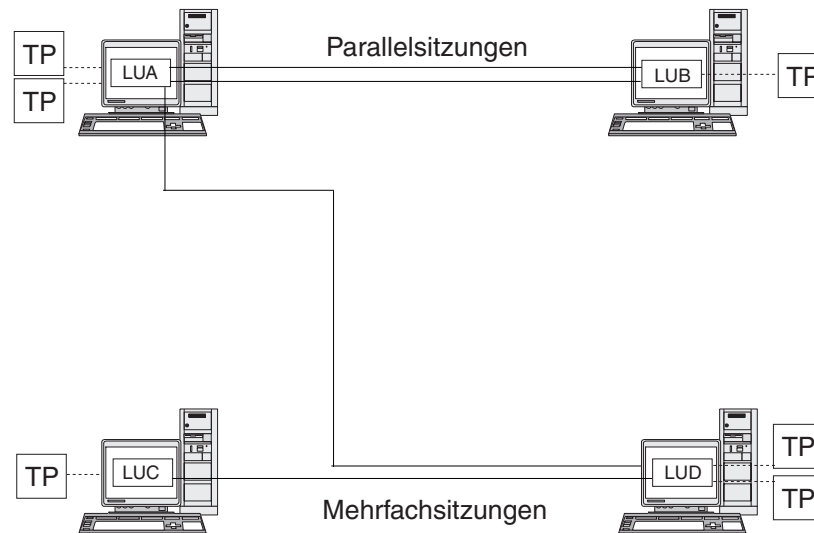 TP
TP
LUA
Parallelsitzungen
LUB
TP
TP
LUC
Mehrfachsitzungen
LUD
TP
TP